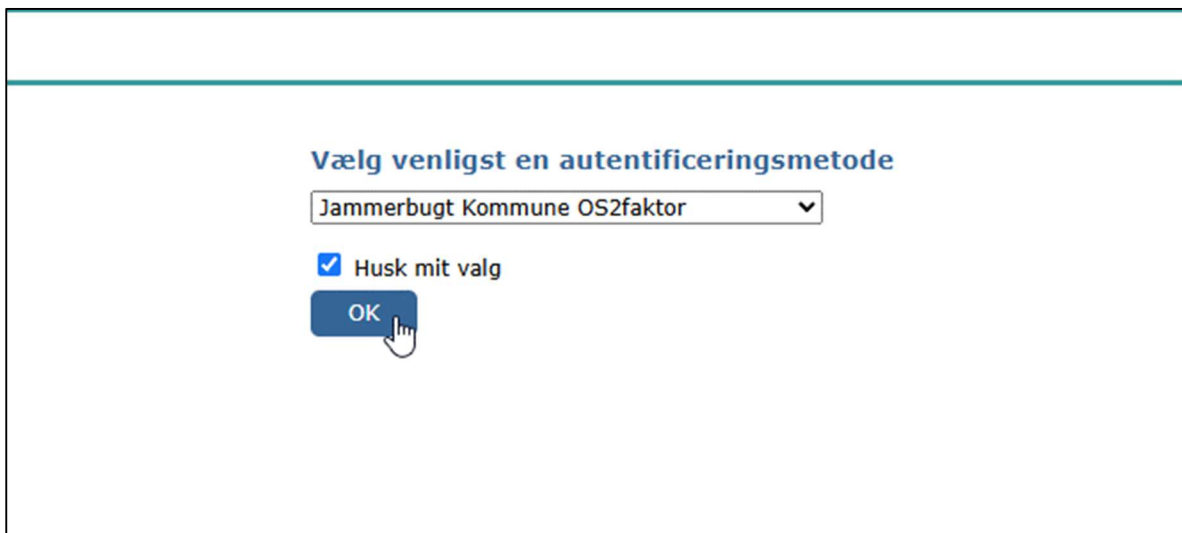 Vælg venligst en autentificeringsmetode
Jammerbugt Kommune OS2faktor
Husk mit valg
OK